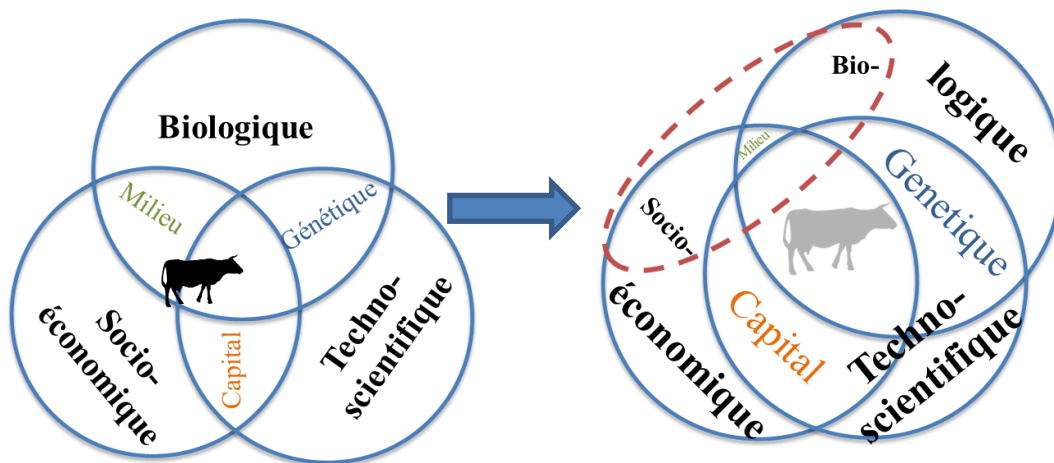 Biologique
Milieu
Génétique
Socio-
économique
Capital
Techno-
scientifique
Bio-
logique
Milieu
Socio-
économique
Genetique
Capital
Techno-
scientifique